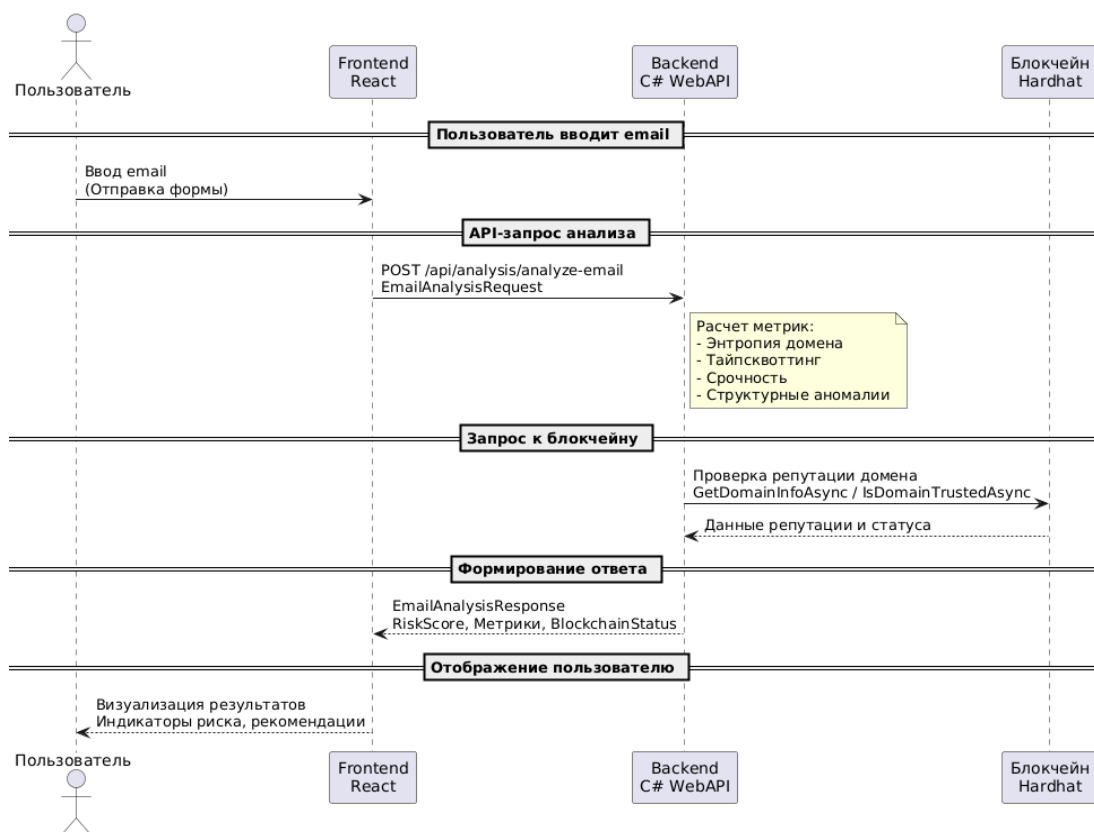 Пользователь
Frontend
React
Backend
C# WebAPI
Блокчейн
Hardhat
Пользователь вводит email
Ввод email
(Отправка формы)
API-запрос анализа
POST /api/analysis/analyze-email
EmailAnalysisRequest
Расчет метрик:
- Энтропия домена
- Тайпсквоттинг
- Срочность
- Структурные аномалии
Запрос к блокчейну
Проверка репутации домена
GetDomainInfoAsync / IsDomainTrustedAsync
Данные репутации и статуса
Формирование ответа
EmailAnalysisResponse
RiskScore, Метрики, BlockchainStatus
Отображение пользователю
Визуализация результатов
Индикаторы риска, рекомендации
Пользователь
Frontend
React
Backend
C# WebAPI
Блокчейн
Hardhat